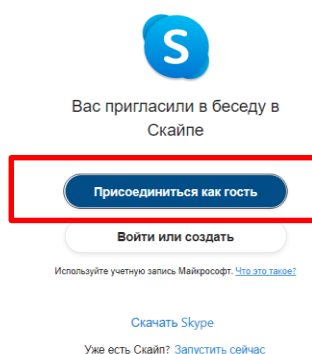 S
Вас пригласили в беседу в
Скайпе
Присоединиться как гость
Войти или создать
Используйте учетную запись Майкрософт. Что это такое?
Скачать Skype
Уже есть Скайп? Запустить сейчас